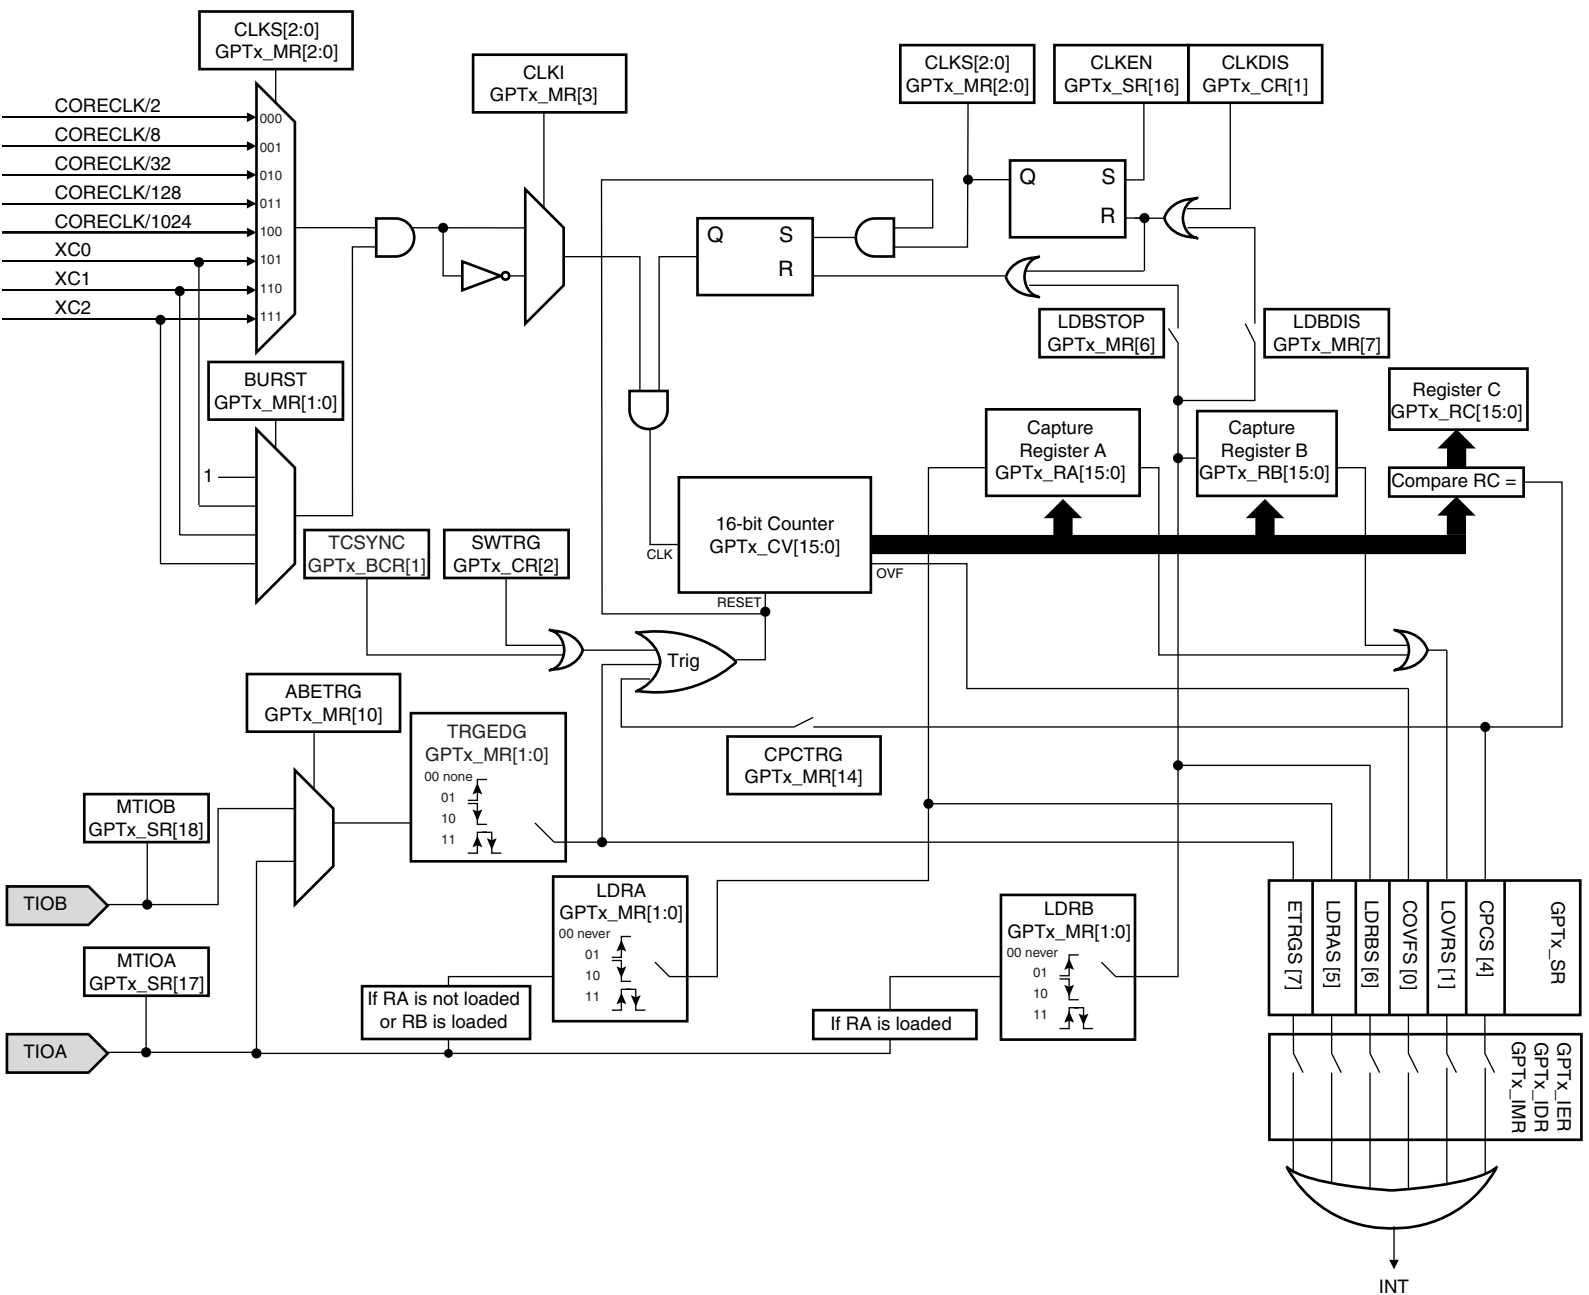 CLKS[2:0]
GPTx_MR[2:0]
CLKI
GPTx_MR[3]
CLKS[2:0]
GPTx_MR[2:0]
CLKEN
GPTx_SR[16]
CLKDIS
GPTx_CR[1]
CORECLK/2
000
CORECLK/8
001
CORECLK/32
010
CORECLK/128
011
CORECLK/1024
100
XC0
101
XC1
110
XC2
111
Q S
R
Q S
R
LDBSTOP
GPTx_MR[6]
LDBDIS
GPTx_MR[7]
BURST
GPTx_MR[1:0]
1
Register C
GPTx_RC[15:0]
Capture
Register A
GPTx_RA[15:0]
Capture
Register B
GPTx_RB[15:0]
Compare RC =
16-bit Counter
GPTx_CV[15:0]
CLK
OVF
RESET
TCSYNC
GPTx_BCR[1]
SWTRG
GPTx_CR[2]
Trig
ABETRG
GPTx_MR[10]
TRGEDG
GPTx_MR[1:0]
00 none
01
10
11
CPCTRG
GPTx_MR[14]
MTIOB
GPTx_SR[18]
TIOB
LDRA
GPTx_MR[1:0]
00 never
01
10
11
LDRB
GPTx_MR[1:0]
00 never
01
10
11
MTIOA
GPTx_SR[17]
TIOA
If RA is not loaded
or RB is loaded
If RA is loaded
ETRGS [7]
LDRAS [5]
LDRBS [6]
COVFS [0]
LOVRS [1]
CPCS [4]
GPTx_SR
GPTx_IER
GPTx_IDR
GPTx_IMR
INT